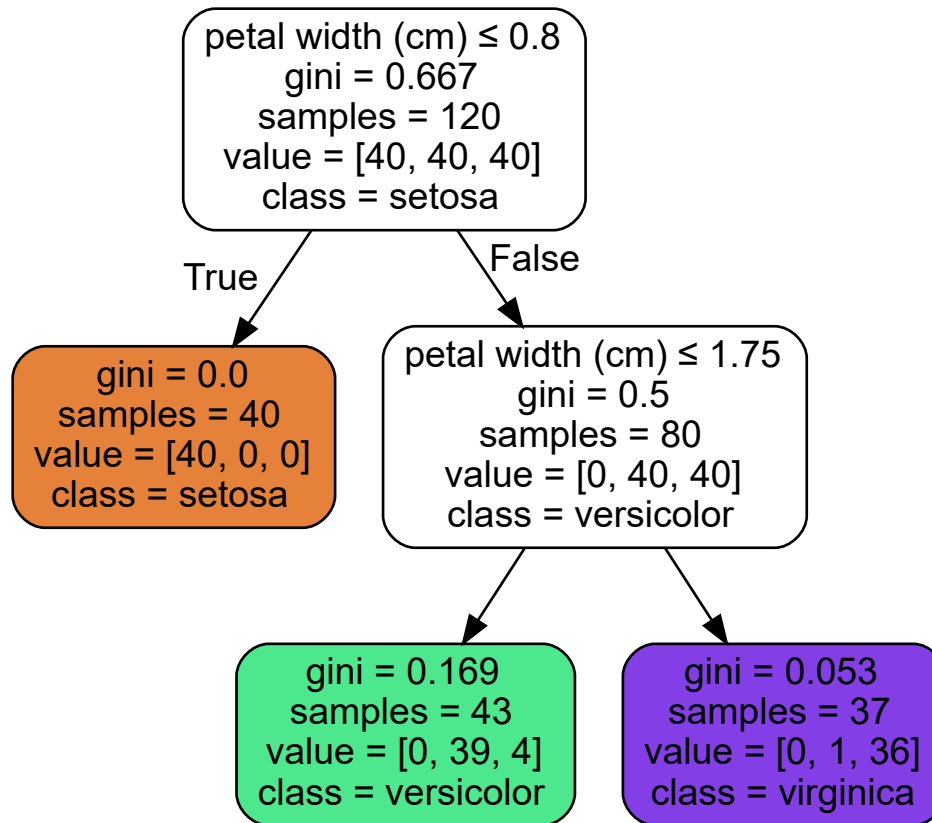 petal width (cm) ≤ 0.8
gini = 0.667
samples = 120
value = [40, 40, 40]
class = setosa
True
False
gini = 0.0
samples = 40
value = [40, 0, 0]
class = setosa
petal width (cm) ≤ 1.75
gini = 0.5
samples = 80
value = [0, 40, 40]
class = versicolor
gini = 0.169
samples = 43
value = [0, 39, 4]
class = versicolor
gini = 0.053
samples = 37
value = [0, 1, 36]
class = virginica